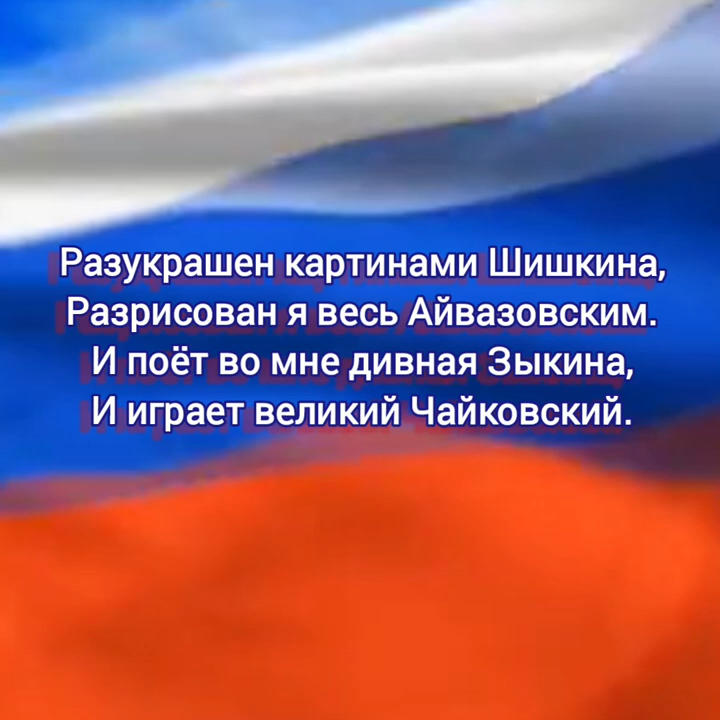 Разукрашен картинами Шишкина,
Разрисован я весь Айвазовским.
И поёт во мне дивная Зыкина,
И играет великий Чайковский.